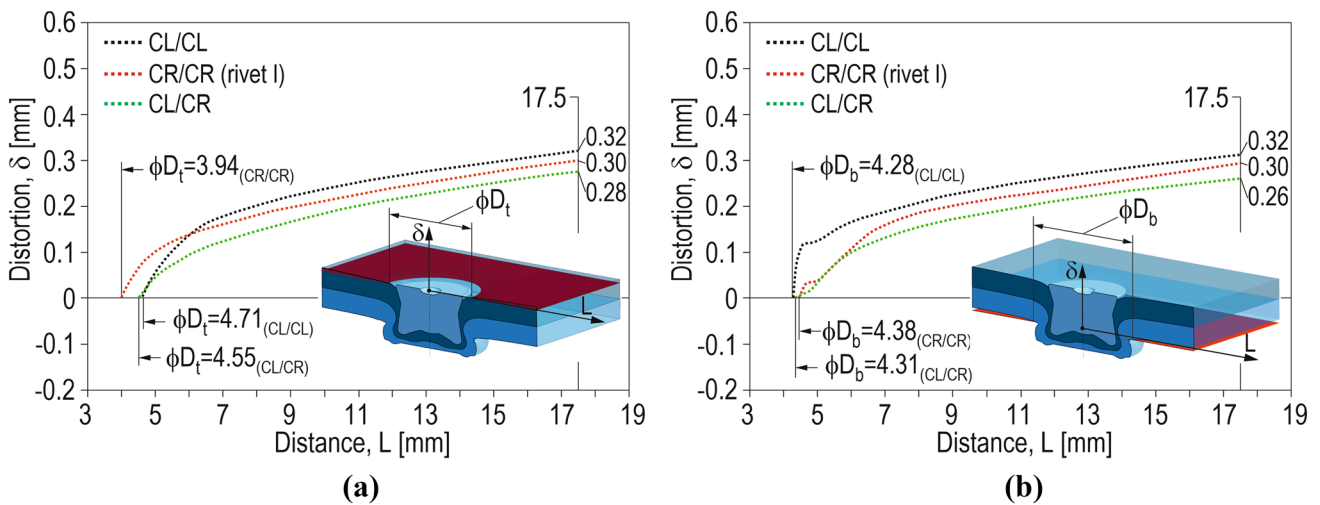 0.6
0.5
0.4
0.3
0.2
0.1
0
-0.1
-0.2
Distortion, δ [mm]
CL/CL
CR/CR (rivet I)
CL/CR
17.5
0.32
0.30
0.28
ϕDt=3.94(CR/CR)
ϕDt
δ
L
ϕDt=4.71(CL/CL)
ϕDt=4.55(CL/CR)
3 5 7 9 11 13 15 17 19
Distance, L [mm]
(a)
0.6
0.5
0.4
0.3
0.2
0.1
0
-0.1
-0.2
Distortion, δ [mm]
CL/CL
CR/CR (rivet I)
CL/CR
17.5
0.32
0.30
0.26
ϕDb=4.28(CL/CL)
ϕDb
δ
L
ϕDb=4.38(CR/CR)
ϕDb=4.31(CL/CR)
3 5 7 9 11 13 15 17 19
Distance, L [mm]
(b)